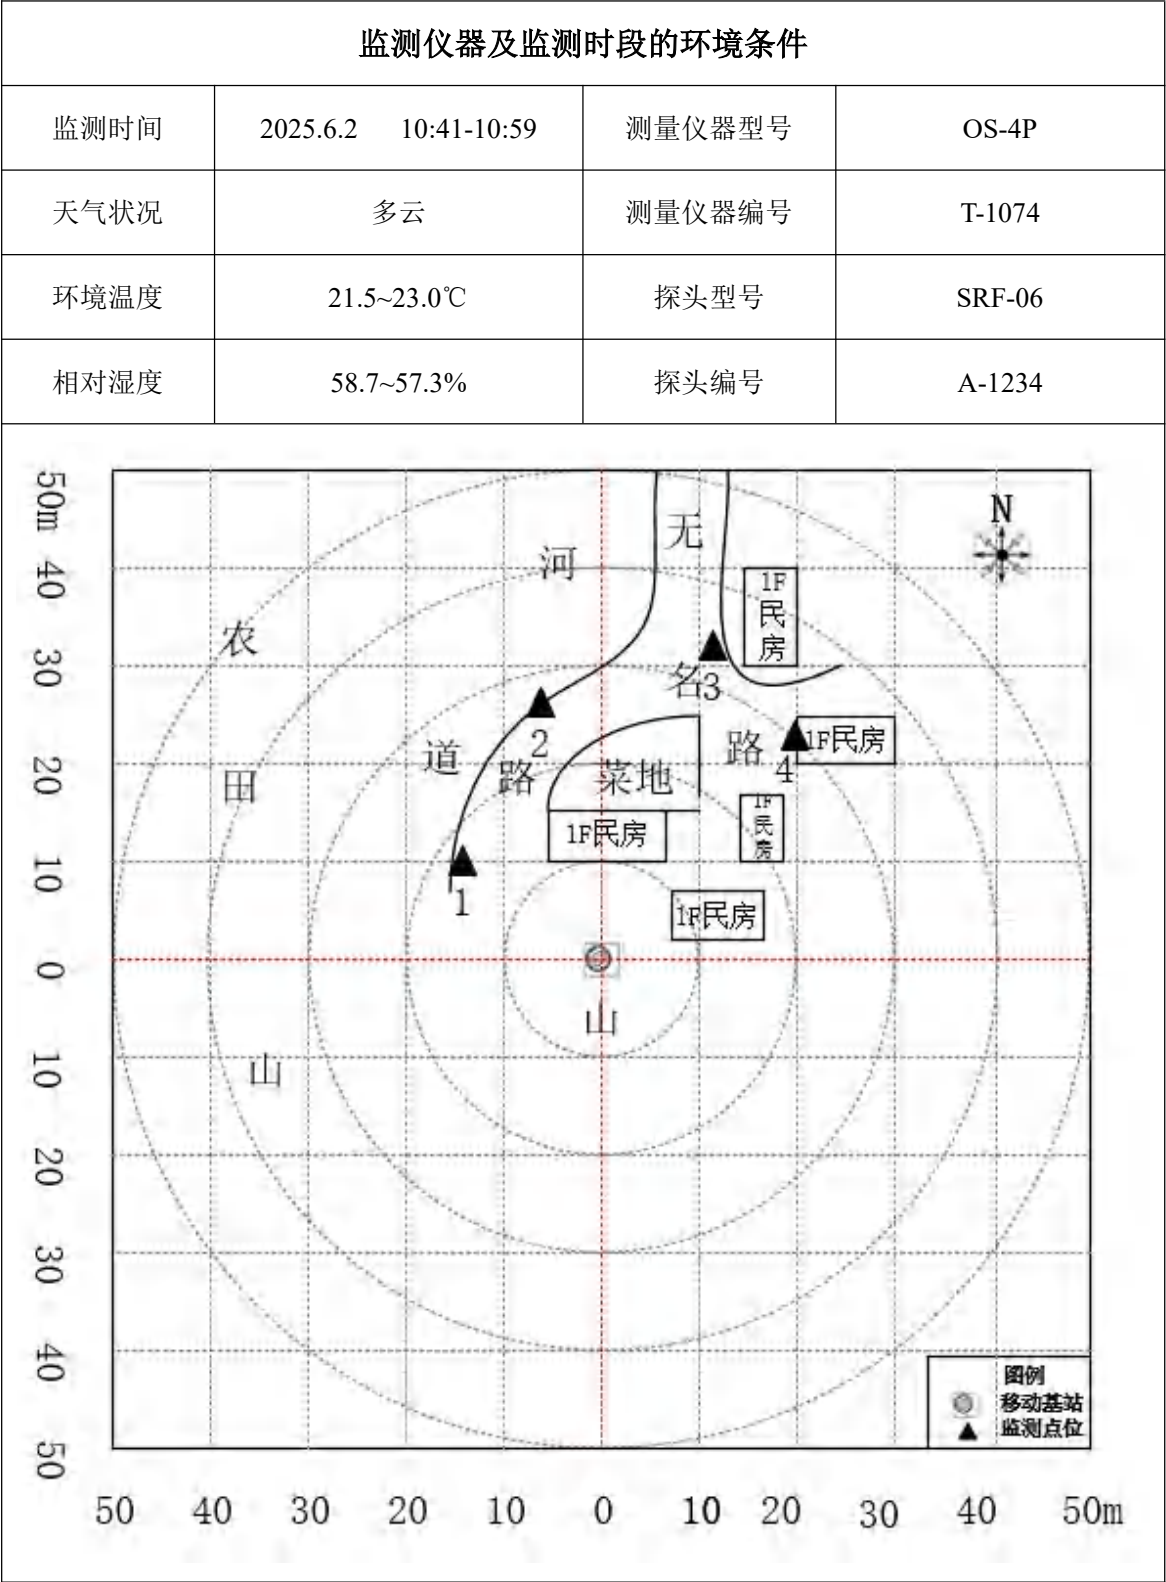 监测仪器及监测时段的环境条件
监测时间 2025.6.2 10:41-10:59 测量仪器型号 OS-4P
天气状况 多云 测量仪器编号 T-1074
环境温度 21.5~23.0℃ 探头型号 SRF-06
相对湿度 58.7~57.3% 探头编号 A-1234
50m
40
30
20
10
0
10
20
30
40
50
N
无
河
1F
民
房
农
名
3
2
道
路
路
菜地
1F民房
4
田
1F
民
房
1F民房
1
1F民房
山
山
图例
移动基站
监测点位
50 40 30 20 10 0 10 20 30 40 50m